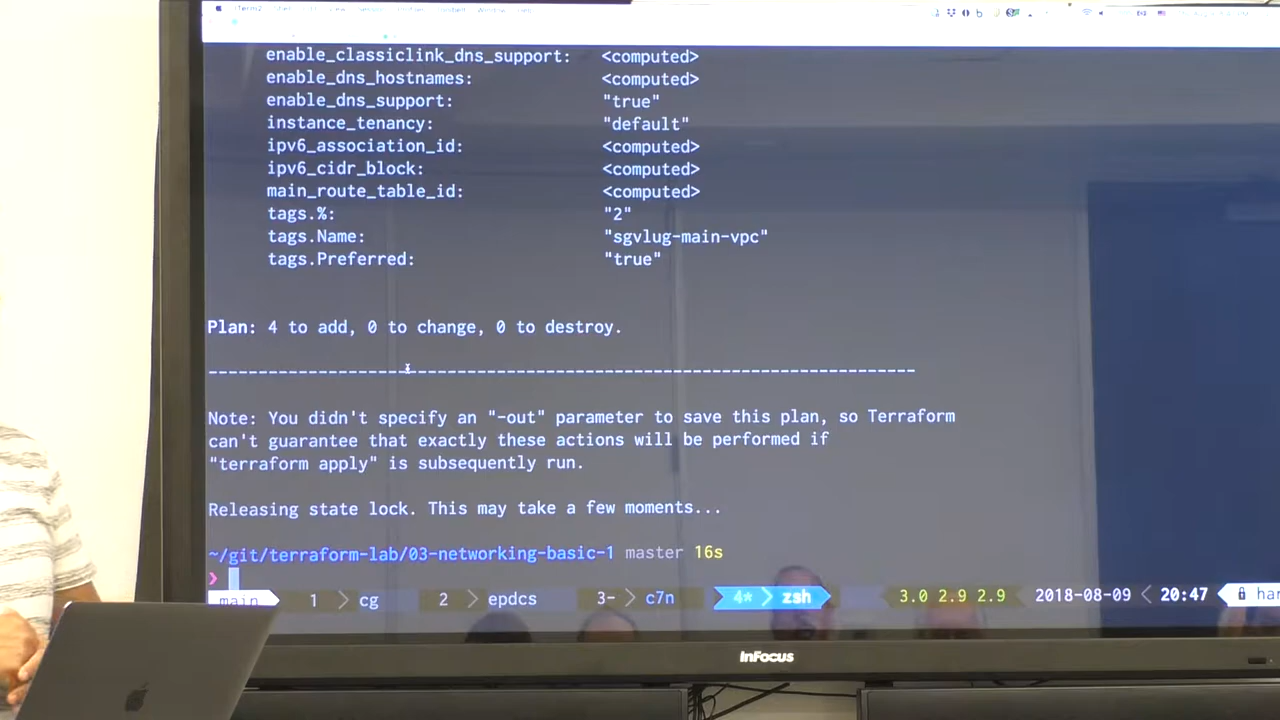 iTerm2
enable_classiclink_dns_support: <computed>
enable_dns_hostnames: <computed>
enable_dns_support: "true"
instance_tenancy: "default"
ipv6_association_id: <computed>
ipv6_cidr_block: <computed>
main_route_table_id: <computed>
tags.%: "2"
tags.Name: "sgvlug-main-vpc"
tags.Preferred: "true"
Plan: 4 to add, 0 to change, 0 to destroy.
------------------------------------------------------------------------
Note: You didn't specify an "-out" parameter to save this plan, so Terraform
can't guarantee that exactly these actions will be performed if
"terraform apply" is subsequently run.
Releasing state lock. This may take a few moments...
~/git/terraform-lab/03-networking-basic-1 master 16s
❯
main 1 cg 2 epdcs 3- c7n 4* zsh 3.0 2.9 2.9 2018-08-09 20:47 har
InFocus